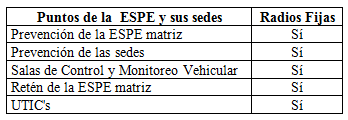 Puntos de la ESPE y sus sedes Radios Fijas
Prevención de la ESPE matriz Sí
Prevención de las sedes Sí
Salas de Control y Monitoreo Vehicular Sí
Retén de la ESPE matriz Sí
UTIC's Sí